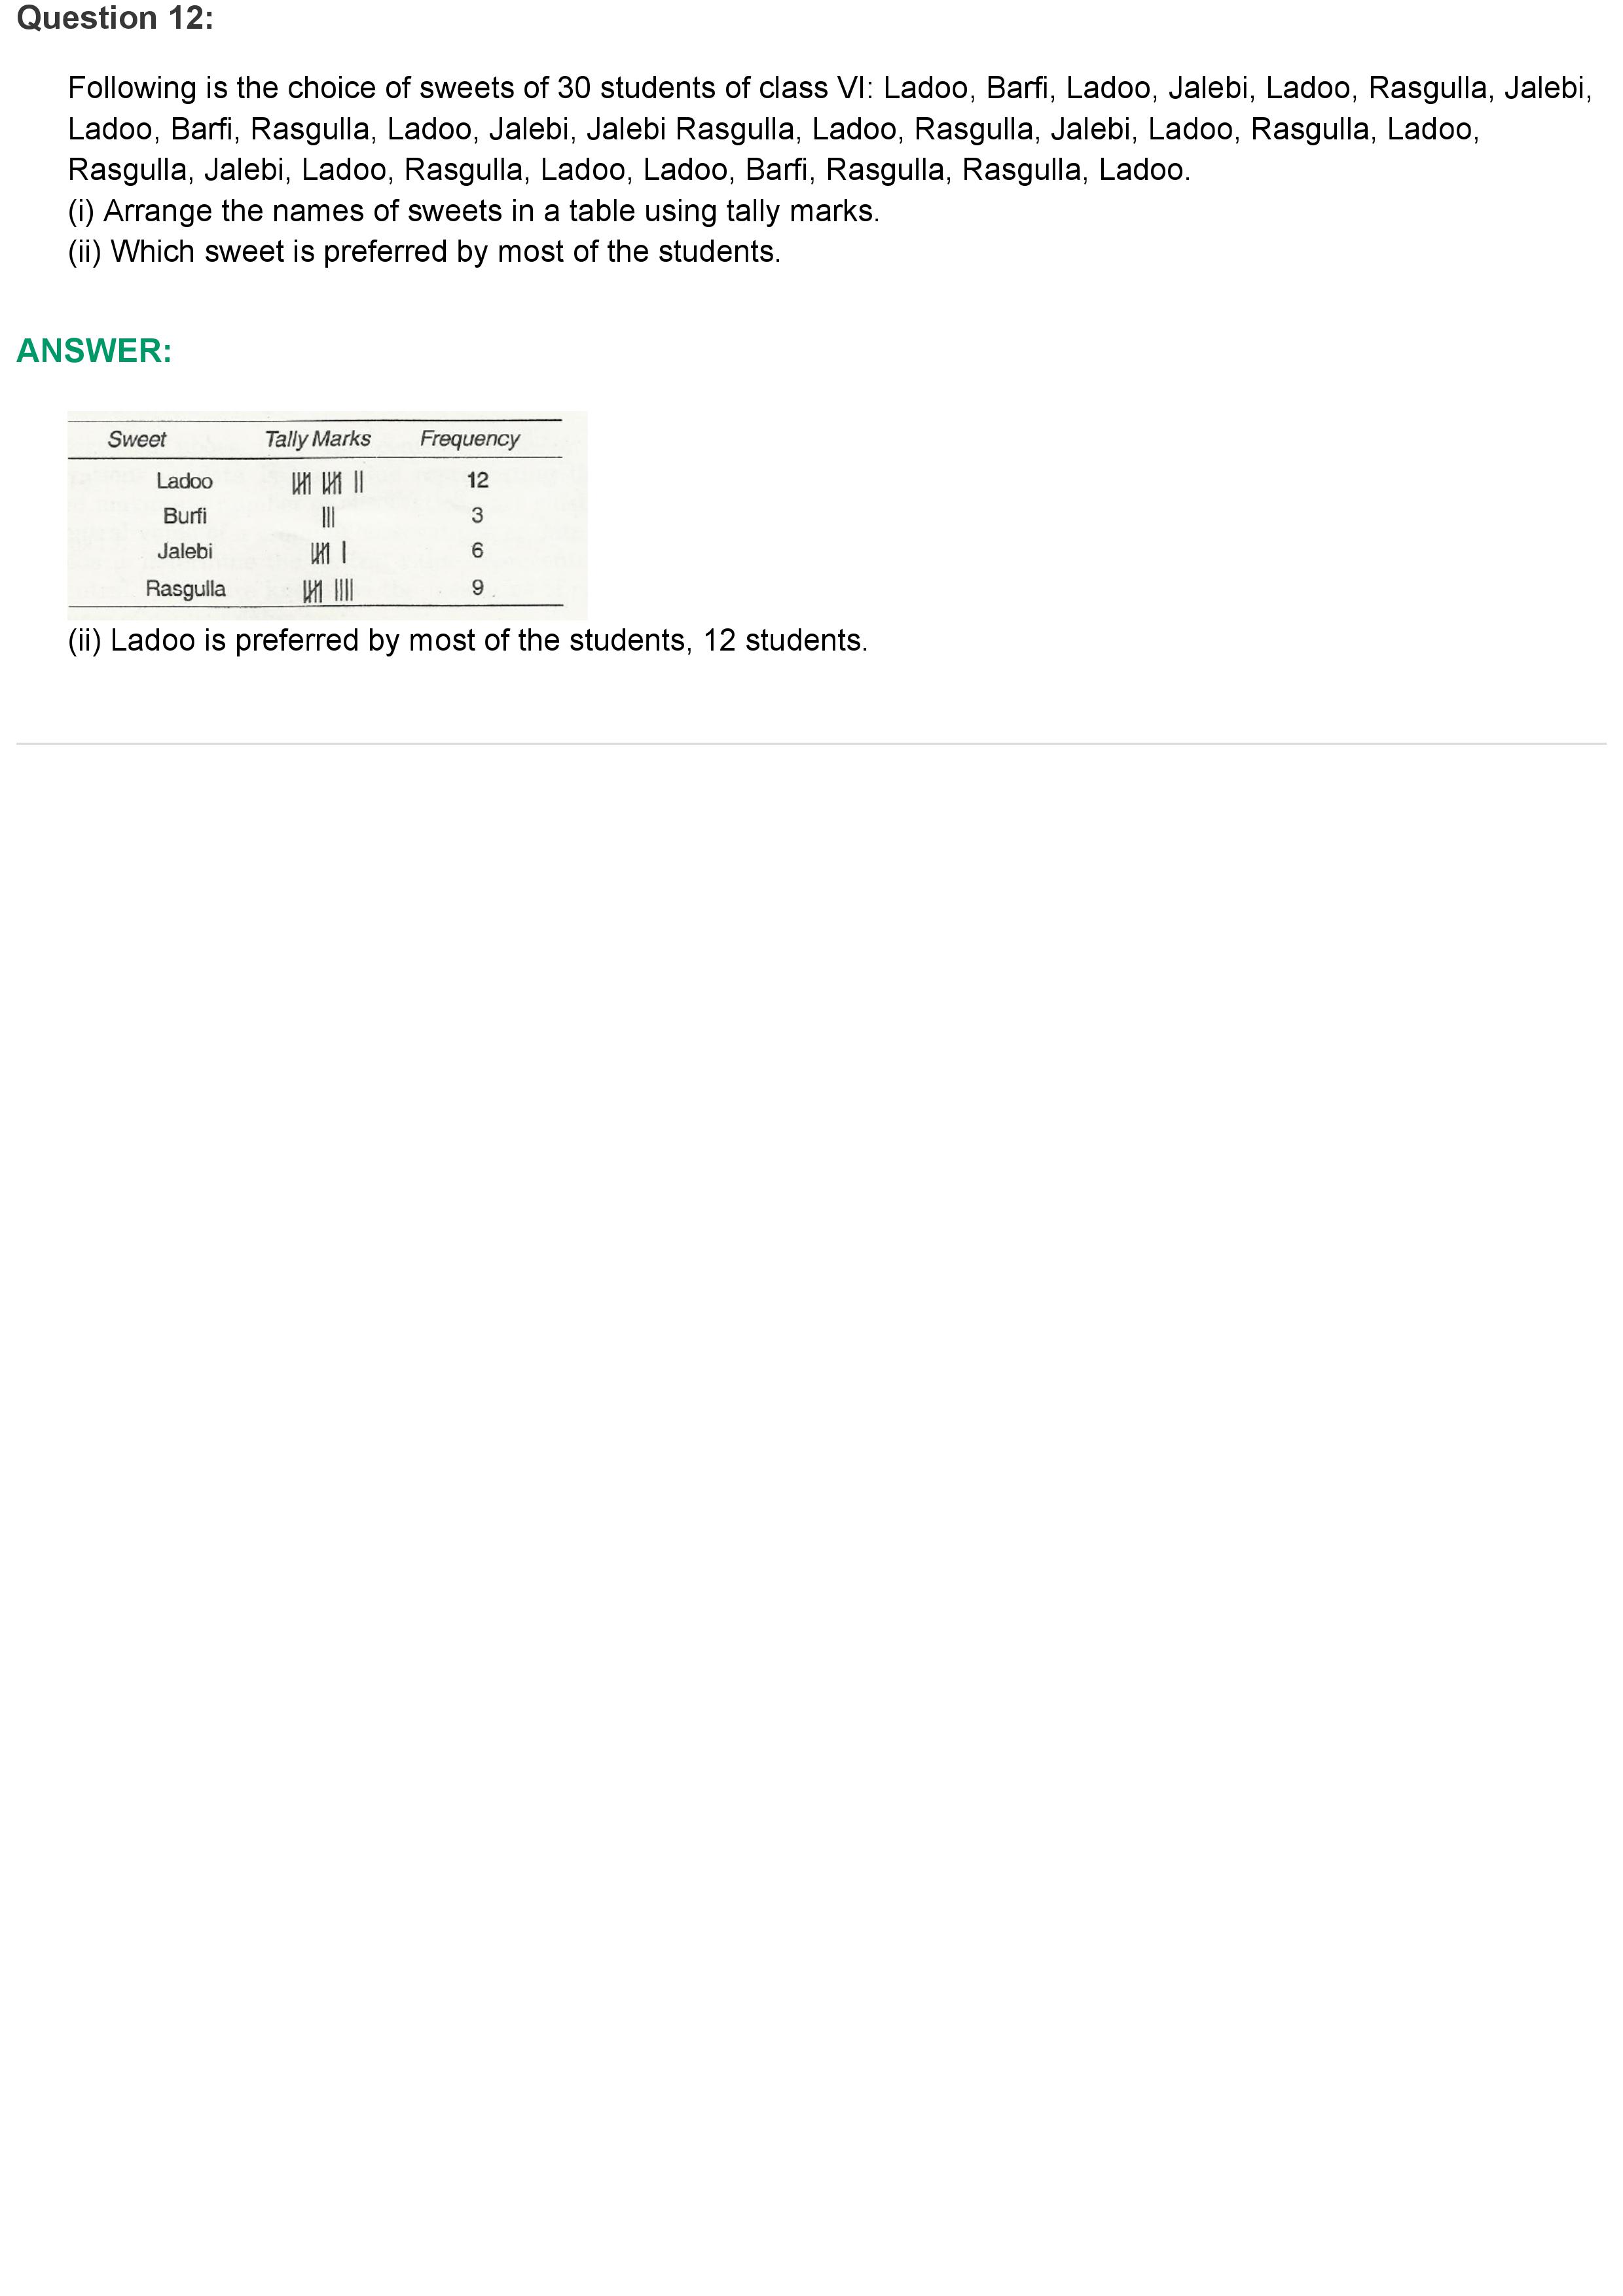 Question 12:
Following is the choice of sweets of 30 students of class VI: Ladoo, Barfi, Ladoo, Jalebi, Ladoo, Rasgulla, Jalebi,
Ladoo, Barfi, Rasgulla, Ladoo, Jalebi, Jalebi Rasgulla, Ladoo, Rasgulla, Jalebi, Ladoo, Rasgulla, Ladoo,
Rasgulla, Jalebi, Ladoo, Rasgulla, Ladoo, Ladoo, Barfi, Rasgulla, Rasgulla, Ladoo.
(i) Arrange the names of sweets in a table using tally marks.
(ii) Which sweet is preferred by most of the students.
ANSWER:
Sweet Tally Marks Frequency
Ladoo 12
Burfi ||| 3
Jalebi 6
Rasgulla 9
(ii) Ladoo is preferred by most of the students, 12 students.